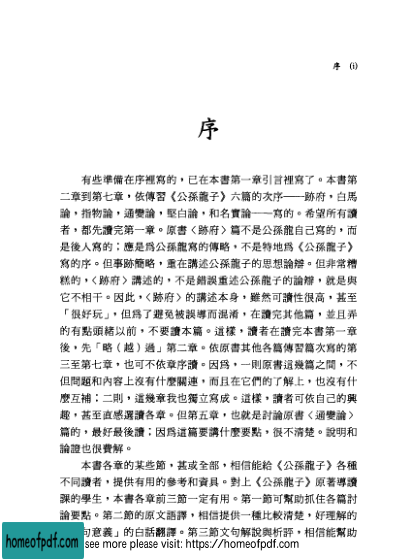 序 (i)
序
有些準備在序裡寫的，已在本書第一章引言裡寫了。本書第
二章到第七章，依傳習《公孫龍子》六篇的次序——跡府，白馬
論，指物論，通變論，堅白論，和名實論——寫的。希望所有讀
者，都先讀完第一章。原書〈跡府〉篇不是公孫龍自己寫的，而
是後人寫的；應是爲公孫龍寫的傳略，不是特地爲《公孫龍子》
寫的序。但事跡簡略，重在講述公孫龍子的思想論辯。但非常糟
糕的，〈跡府〉講述的，不是錯誤重述公孫龍子的論辯，就是與
它不相干。因此，〈跡府〉的講述本身，雖然可讀性很高，甚至
「很好玩」，但爲了避免被誤導而混淆，在讀完其他篇，並且弄
的有點頭緒以前，不要讀本篇。這樣，讀者在讀完本書第一章
後，先「略（越）過」第二章。依原書其他各篇傳習篇次寫的第
三至第七章，也可不依章序讀。因爲，一則原書這幾篇之間，不
但問題和內容上沒有什麼關連，而且在它們的了解上，也沒有什
麼互補；二則，這幾章我也獨立寫成。這樣，讀者可依自己的興
趣，甚至直感選讀各章。但第五章，也就是討論原書〈通變論〉
篇的，最好最後讀；因爲這篇要講什麼要點，很不清楚。說明和
論證也很費解。
本書各章的某些節，甚或全部，相信能給《公孫龍子》各種
不同讀者，提供有用的參考和資具。對上《公孫龍子》原著導讀
課的學生，本書各章前三節一定有用。第一節可幫助抓住各篇討
論要點。第二節的原文語譯，相信提供一種比較清楚，好理解的
句意義」的白話翻譯。第三節文句解說與析評，相信能幫助
homeofpdf.com
see more please visit: https://homeofpdf.com